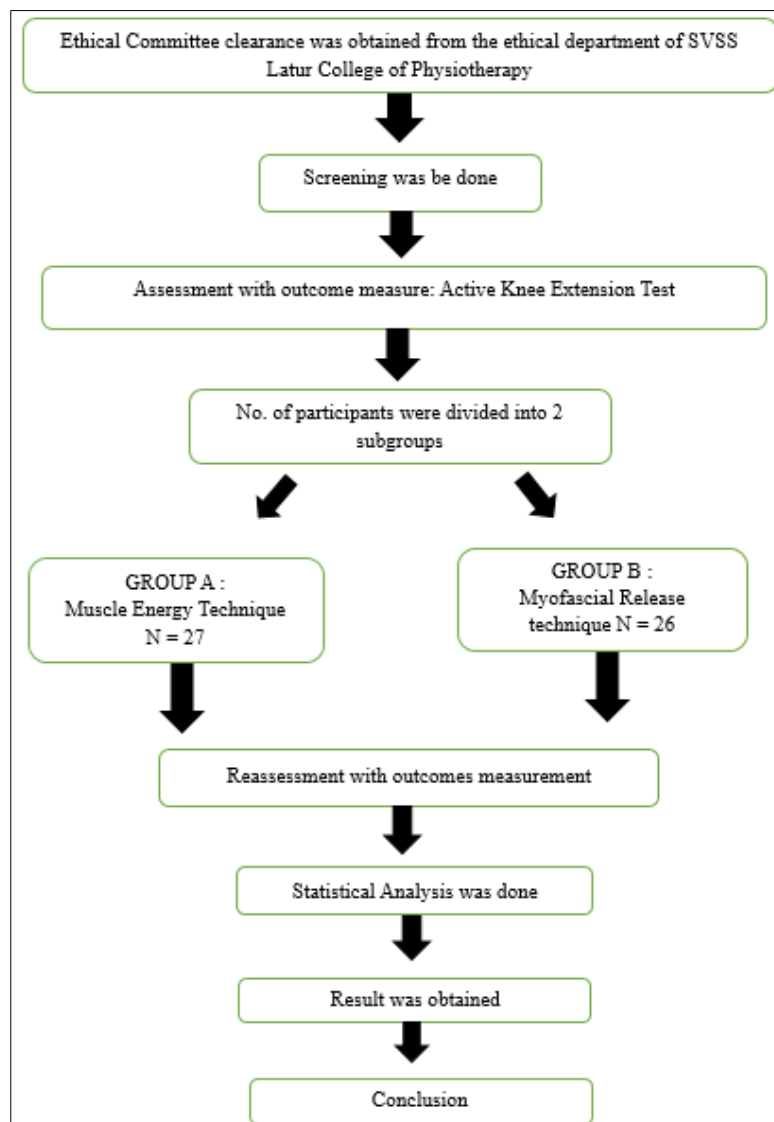 Ethical Committee clearance was obtained from the ethical department of SVSS
Latur College of Physiotherapy
Screening was be done
Assessment with outcome measure: Active Knee Extension Test
No. of participants were divided into 2
subgroups
GROUP A :
Muscle Energy Technique
N = 27
GROUP B :
Myofascial Release
technique N = 26
Reassessment with outcomes measurement
Statistical Analysis was done
Result was obtained
Conclusion